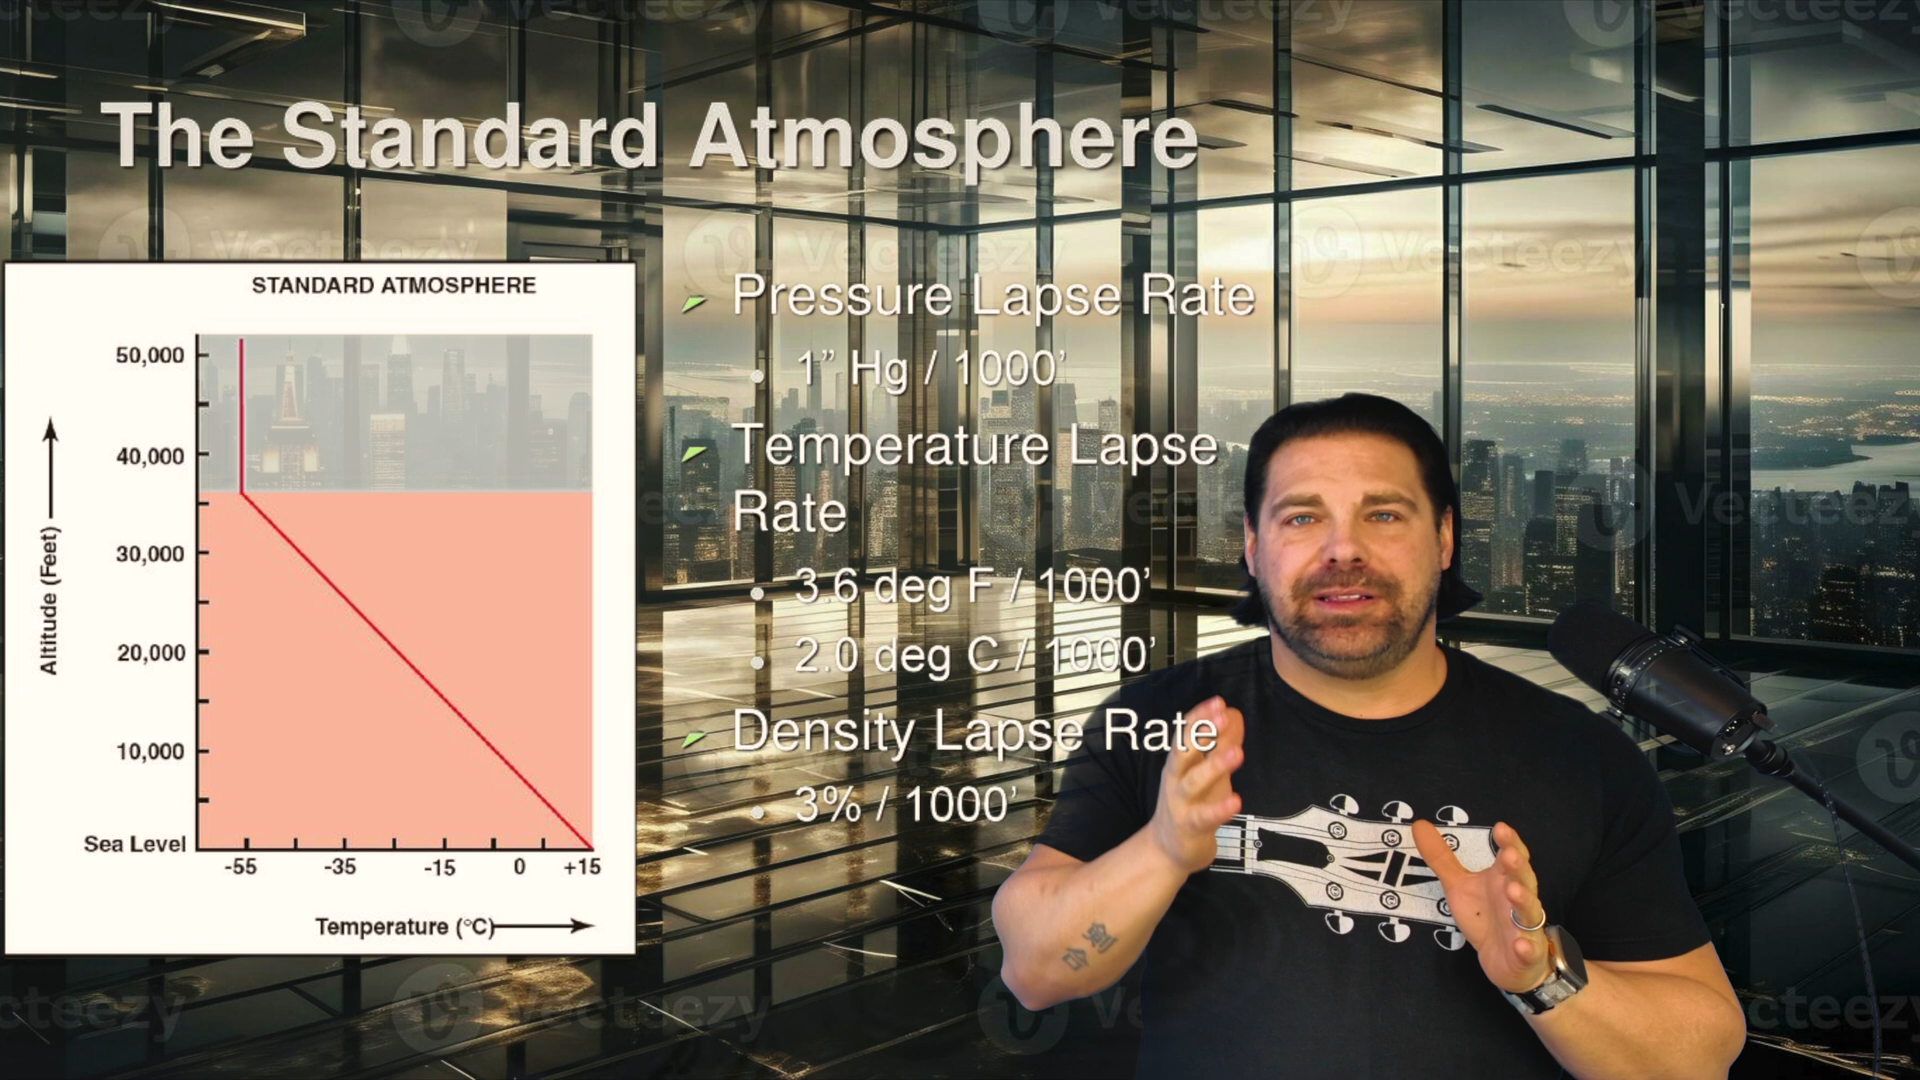 The Standard Atmosphere
STANDARD ATMOSPHERE
50,000
40,000
30,000
20,000
10,000
Sea Level
Altitude (Feet)
-55 -35 -15 0 +15
Temperature (°C)
Pressure Lapse Rate
1” Hg / 1000’
Temperature Lapse
Rate
3.6 deg F / 1000’
2.0 deg C / 1000’
Density Lapse Rate
3% / 1000’
Vecteezy